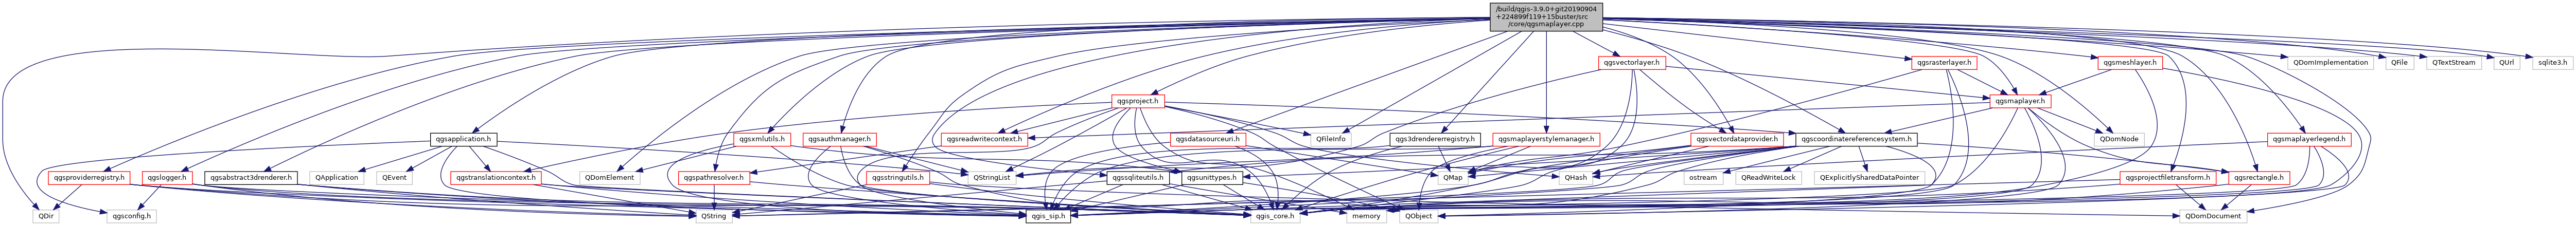 /build/qgis-3.9.0+git20190904
+224899f119+15buster/src
/core/qgsmaplayer.cpp
qgsvectorlayer.h
qgsrasterlayer.h
qgsmeshlayer.h
QDomImplementation
QFile
QTextStream
QUrl
sqlite3.h
qgsproject.h
qgsmaplayer.h
qgsapplication.h
qgsxmlutils.h
qgsauthmanager.h
qgsreadwritecontext.h
qgsdatasourceuri.h
QFileInfo
qgs3drendererregistry.h
qgsmaplayerstylemanager.h
qgsvectordataprovider.h
qgscoordinatereferencesystem.h
QDomNode
qgsmaplayerlegend.h
qgsproviderregistry.h
qgslogger.h
qgsabstract3drenderer.h
QApplication
QEvent
qgstranslationcontext.h
QDomElement
qgspathresolver.h
qgsstringutils.h
QStringList
qgssqliteutils.h
qgsunittypes.h
QMap
QHash
ostream
QReadWriteLock
QExplicitlySharedDataPointer
qgsprojectfiletransform.h
qgsrectangle.h
QDir
qgsconfig.h
QString
qgis_sip.h
qgis_core.h
memory
QObject
QDomDocument